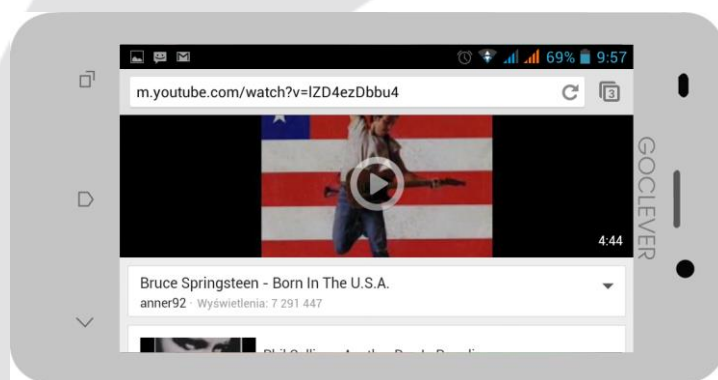 69% 9:57
m.youtube.com/watch?v=lZD4ezDbbu4
3
4:44
Bruce Springsteen - Born In The U.S.A.
anner92 · Wyświetlenia: 7 291 447
GOCLEVER